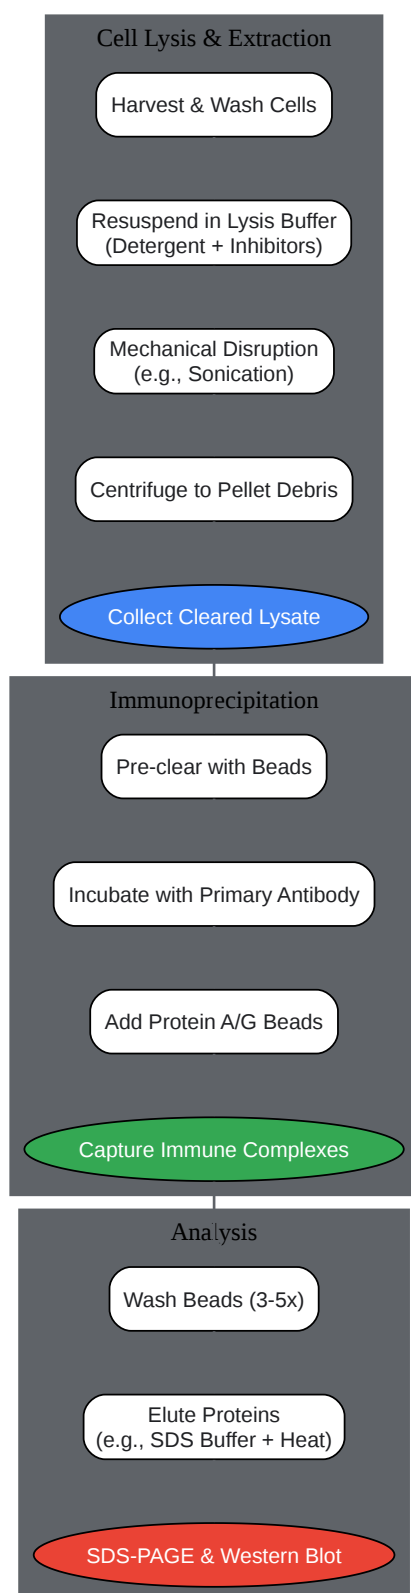 Cell Lysis & Extraction
Harvest & Wash Cells
Resuspend in Lysis Buffer
(Detergent + Inhibitors)
Mechanical Disruption
(e.g., Sonication)
Centrifuge to Pellet Debris
Collect Cleared Lysate
Immunoprecipitation
Pre-clear with Beads
Incubate with Primary Antibody
Add Protein A/G Beads
Capture Immune Complexes
Analysis
Wash Beads (3-5x)
Elute Proteins
(e.g., SDS Buffer + Heat)
SDS-PAGE & Western Blot